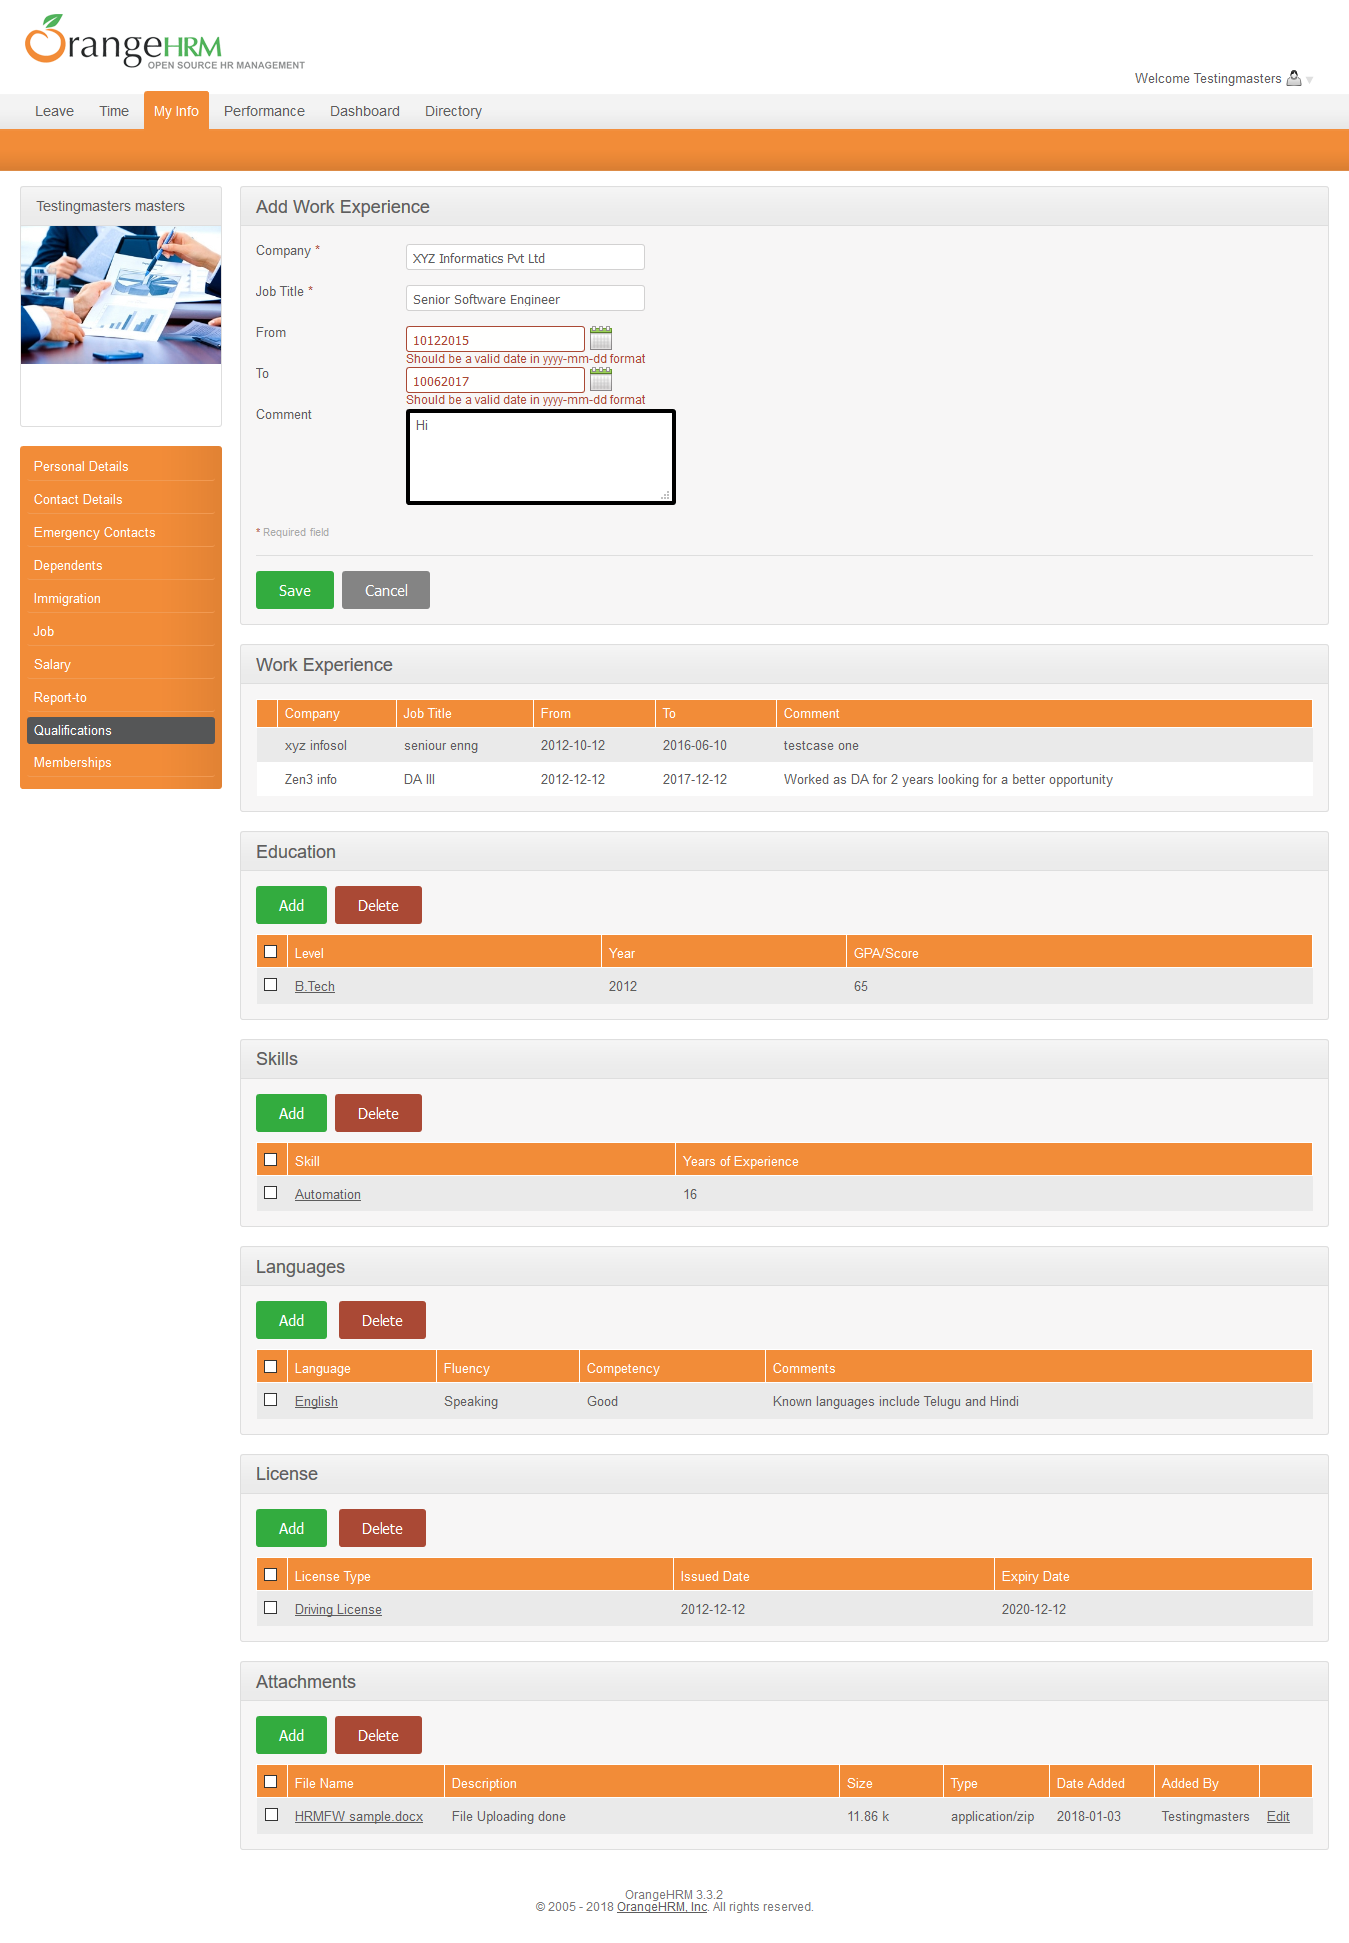 OrangeHRM
OPEN SOURCE HR MANAGEMENT
Welcome Testingmasters
Leave Time My Info Performance Dashboard Directory
Testingmasters masters
Personal Details
Contact Details
Emergency Contacts
Dependents
Immigration
Job
Salary
Report-to
Qualifications
Memberships
Add Work Experience
Company * XYZ Informatics Pvt Ltd
Job Title * Senior Software Engineer
From 10122015
Should be a valid date in yyyy-mm-dd format
To 10062017
Should be a valid date in yyyy-mm-dd format
Comment Hi
* Required field
Save Cancel
Work Experience
Company Job Title From To Comment
xyz infosol seniour enng 2012-10-12 2016-06-10 testcase one
Zen3 info DA III 2012-12-12 2017-12-12 Worked as DA for 2 years looking for a better opportunity
Education
Add Delete
Level Year GPA/Score
B.Tech 2012 65
Skills
Add Delete
Skill Years of Experience
Automation 16
Languages
Add Delete
Language Fluency Competency Comments
English Speaking Good Known languages include Telugu and Hindi
License
Add Delete
License Type Issued Date Expiry Date
Driving License 2012-12-12 2020-12-12
Attachments
Add Delete
File Name Description Size Type Date Added Added By
HRMFW sample.docx File Uploading done 11.86 k application/zip 2018-01-03 Testingmasters Edit
OrangeHRM 3.3.2
© 2005 - 2018 OrangeHRM, Inc. All rights reserved.